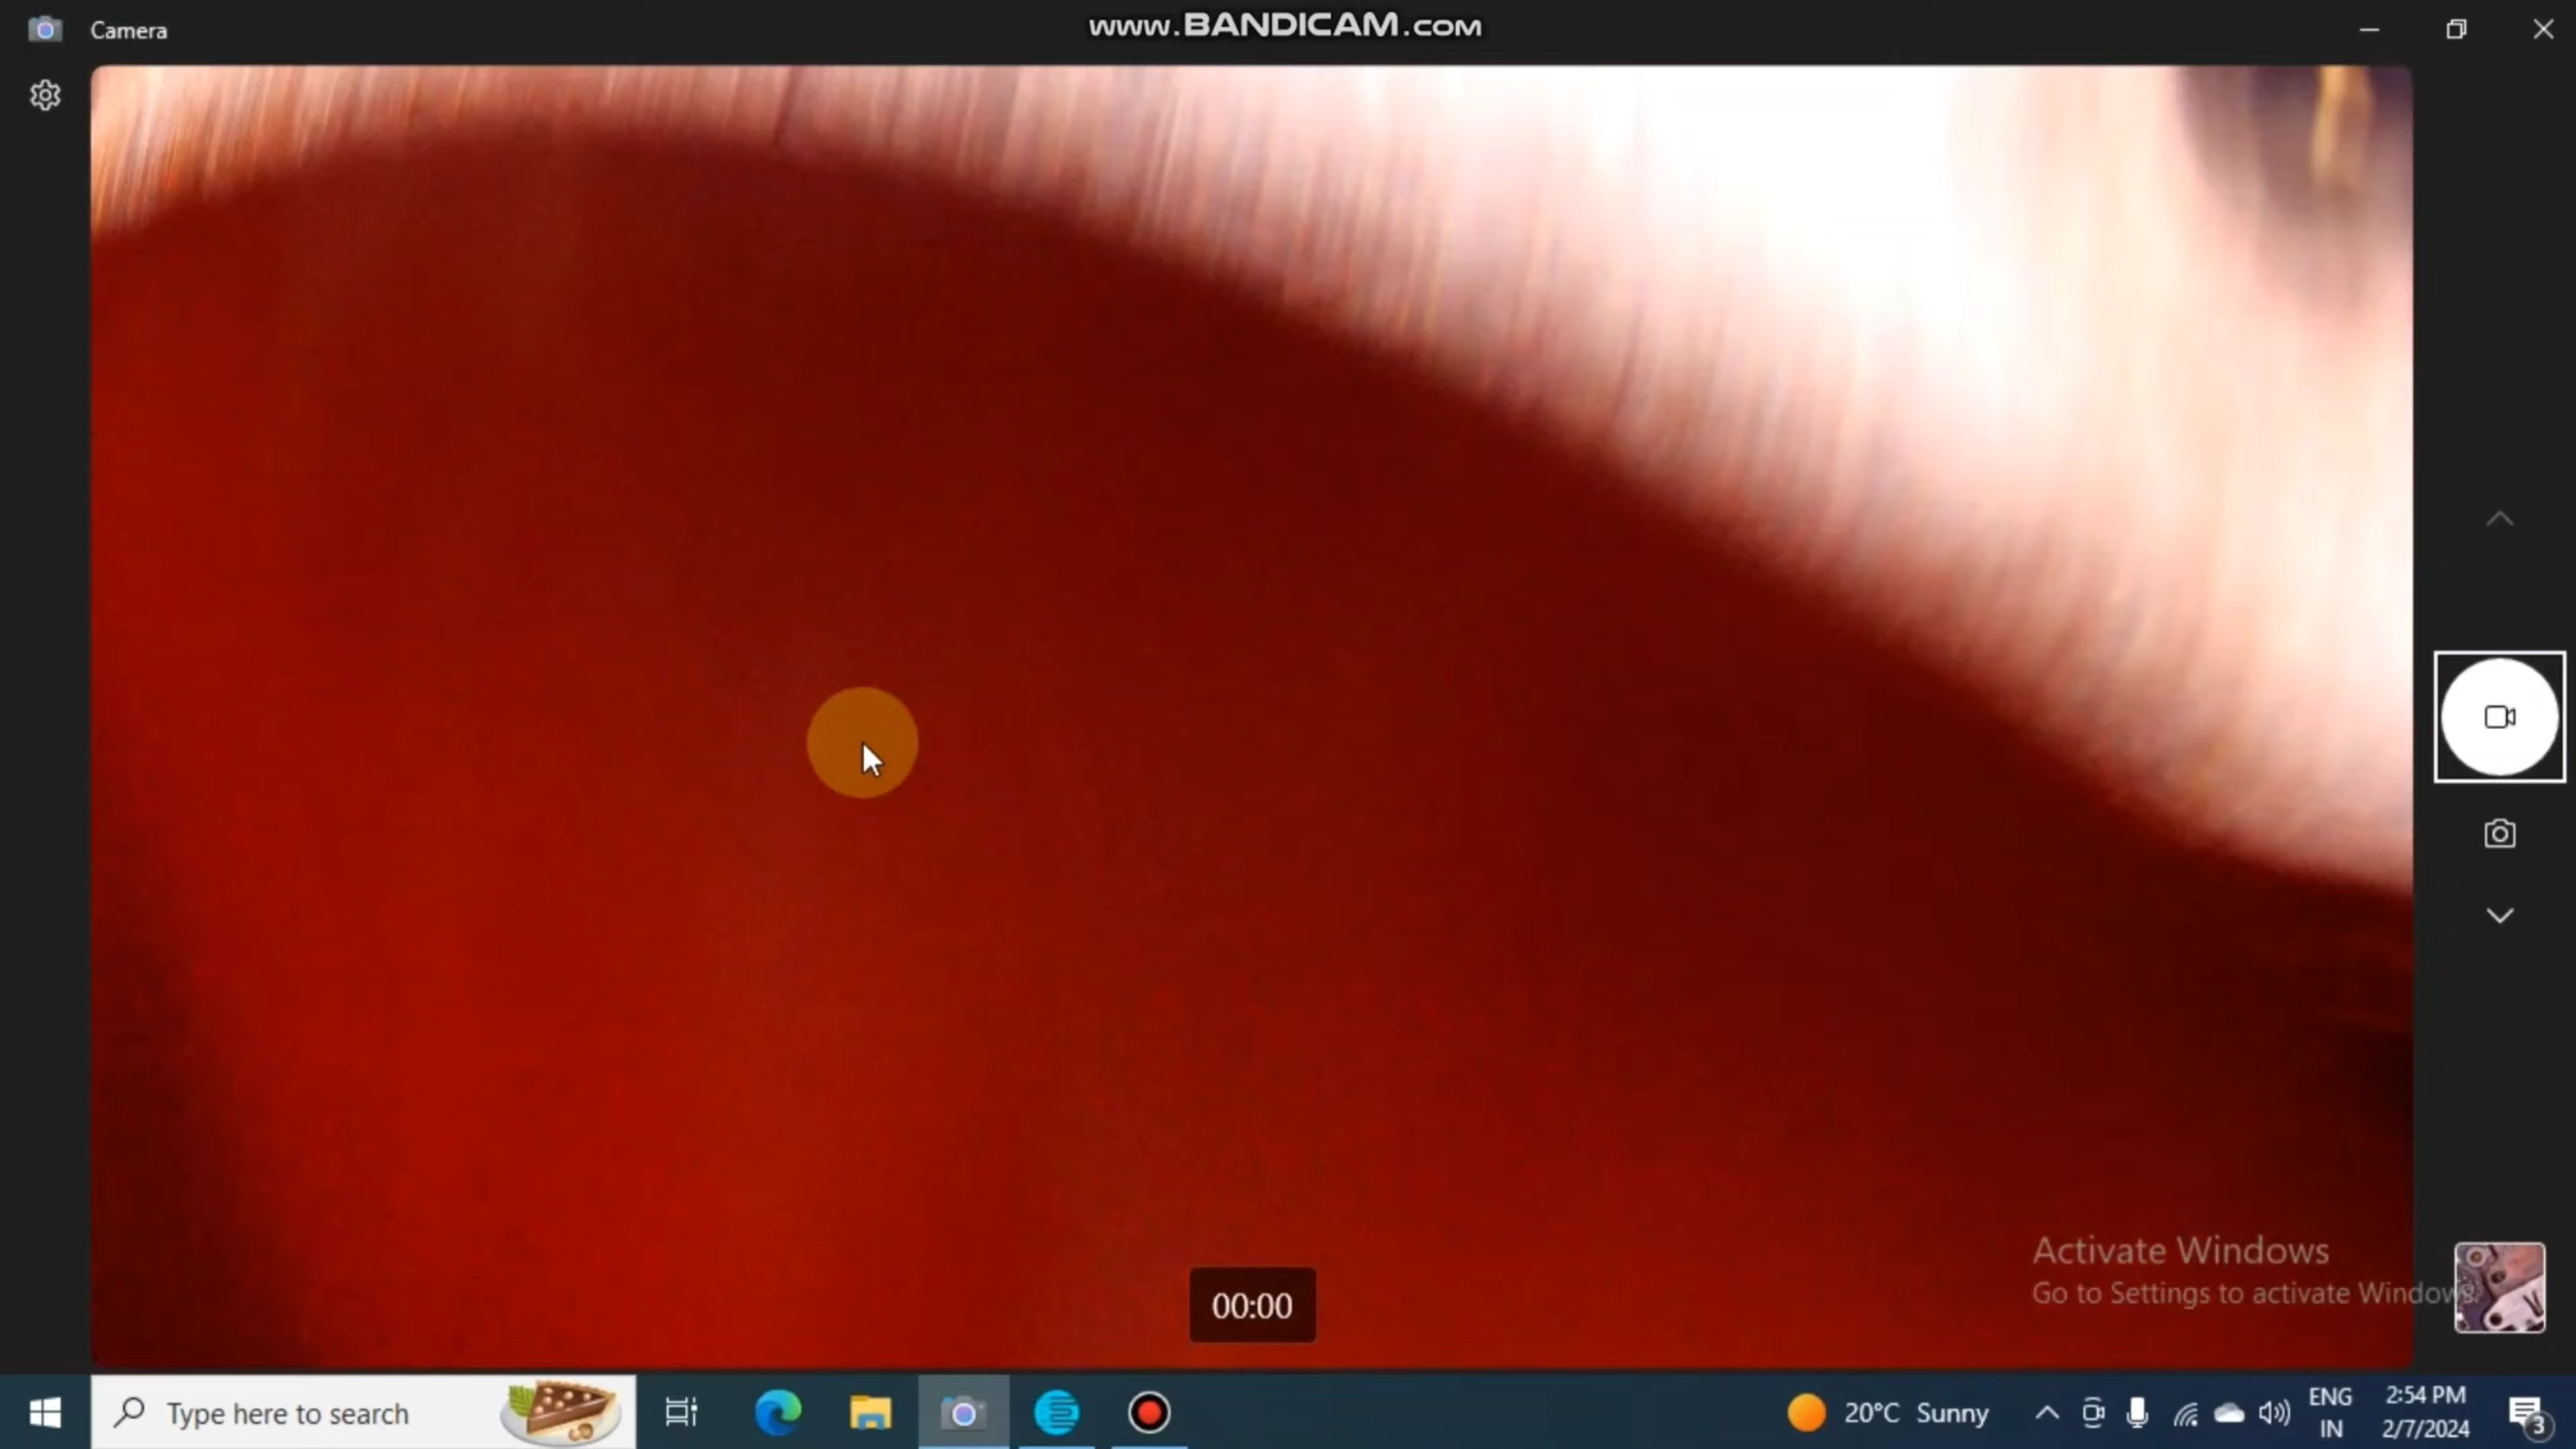 Camera
www.BANDICAM.com
00:00
Activate Windows
Go to Settings to activate Windows.
Type here to search
20°C Sunny
ENG
IN
2:54 PM
2/7/2024
3